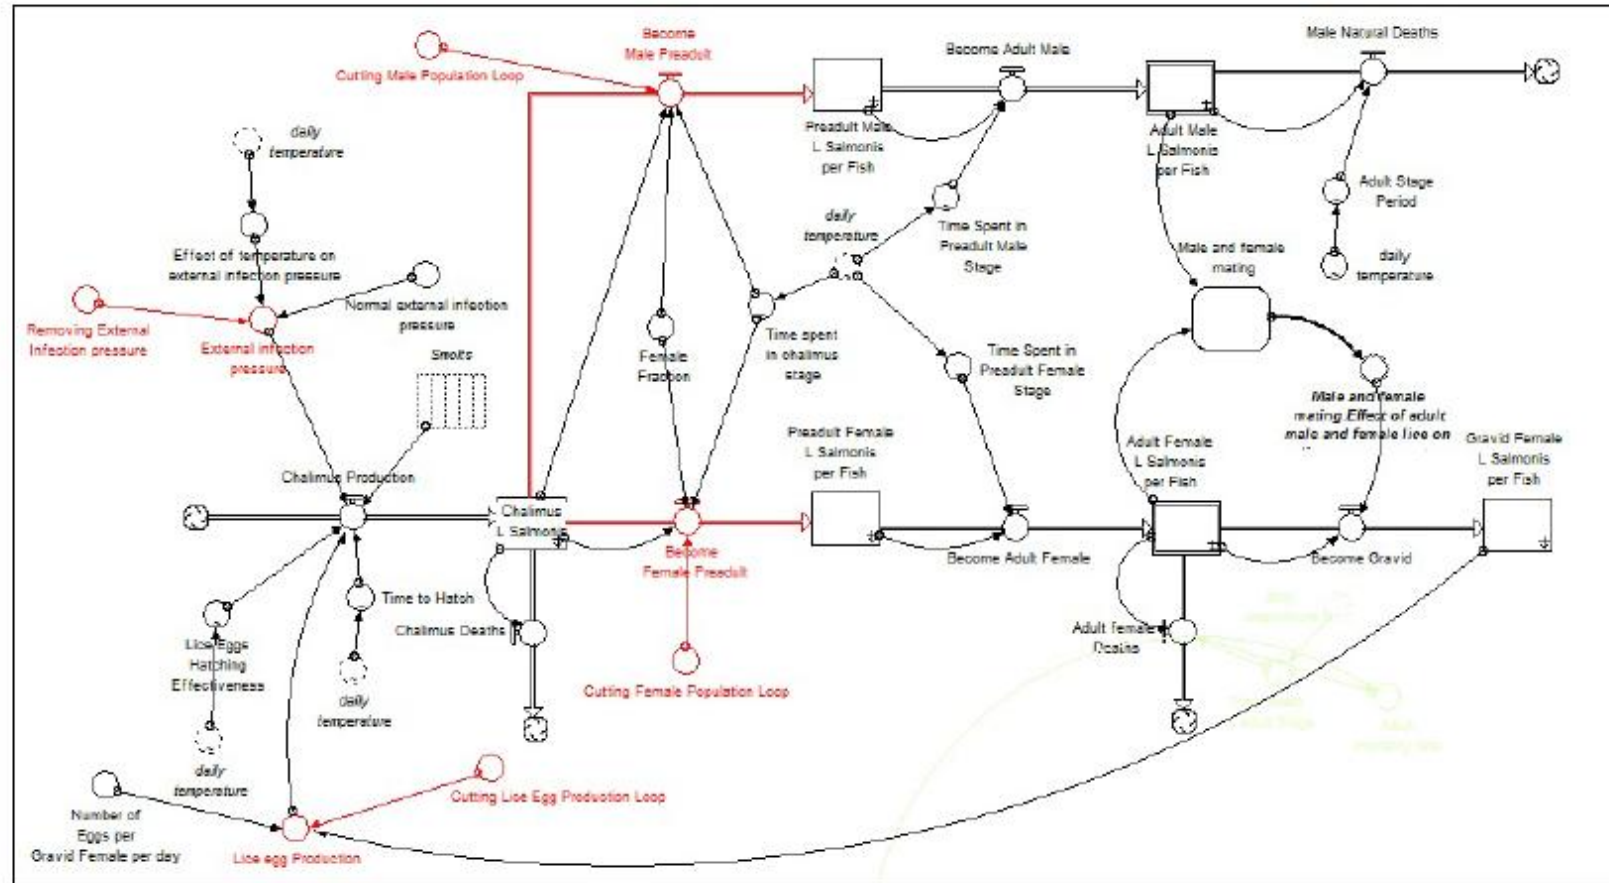 Become
Male Preadult
Cutting Male Population Loop
Become Adult Male
Male Natural Deaths
daily
temperature
Preadult Male
L Salmonis
per Fish
Adult Male
L Salmonis
per Fish
Adult Stage
Period
daily
temperature
Time Spent in
Preadult Male
Stage
daily
temperature
Effect of temperature on
external infection pressure
Male and female
mating
Normal external infection
pressure
Removing External
Infection pressure
External infection
pressure
Smolts
Female
Fraction
Time spent
in chalimus
stage
Time Spent in
Preadult Female
Stage
Male and female
mating.Effect of adult
male and female lice on
Preadult Female
L Salmonis
per Fish
Adult Female
L Salmonis
per Fish
Gravid Female
L Salmonis
per Fish
Chalimus Production
Chalimus
L Salmonis
Become
Female Preadult
Become Adult Female
Become Gravid
Time to Hatch
Chalimus Deaths
Adult female
Deaths
Lice Eggs
Hatching
Effectiveness
daily
temperature
Cutting Female Population Loop
daily
temperature
Cutting Lice Egg Production Loop
Number of
Eggs per
Gravid Female per day
Lice egg Production